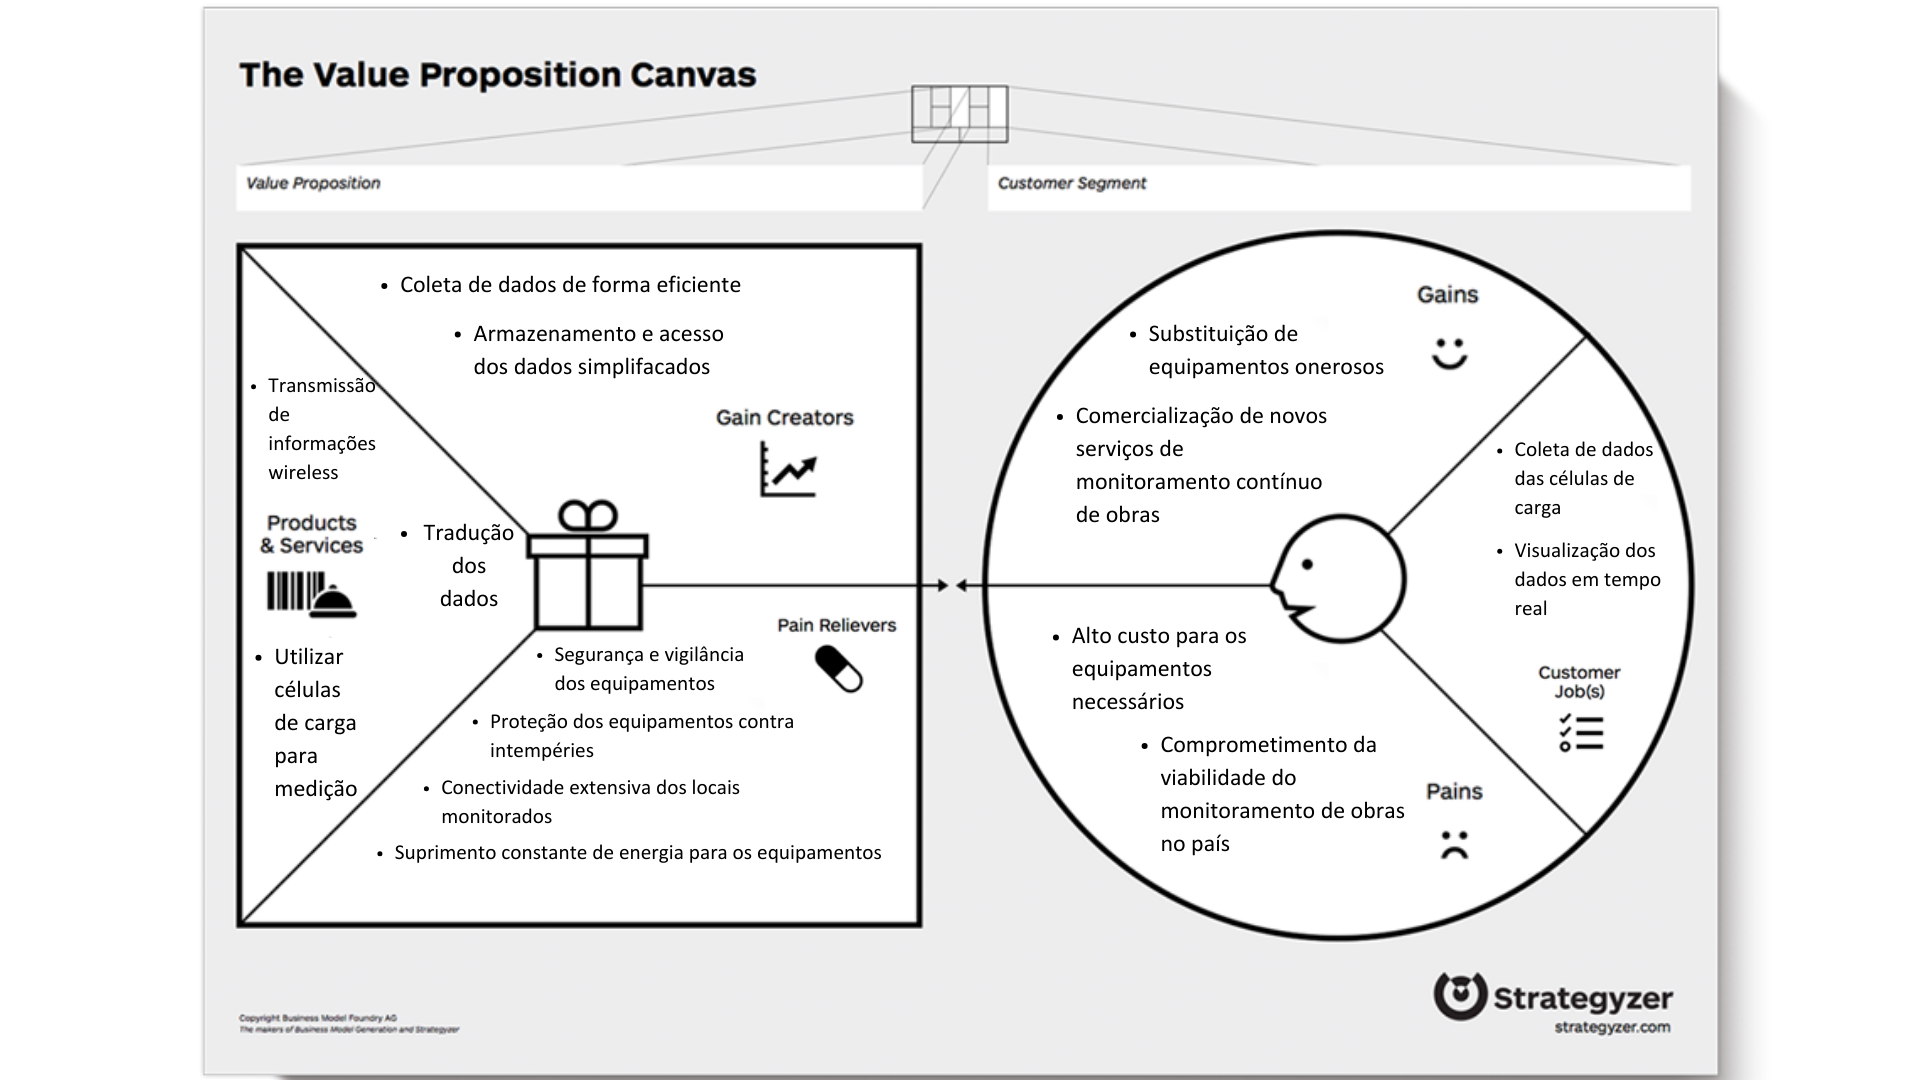 The Value Proposition Canvas
Value Proposition
Customer Segment
• Coleta de dados de forma eficiente
• Armazenamento e acesso
dos dados simplifacados
Gain Creators
• Transmissão
de
informações
wireless
Products
& Services
• Tradução
dos
dados
• Utilizar
células
de carga
para
medição
Pain Relievers
• Segurança e vigilância
dos equipamentos
• Proteção dos equipamentos contra
intempéries
• Conectividade extensiva dos locais
monitorados
• Suprimento constante de energia para os equipamentos
Gains
• Substituição de
equipamentos onerosos
• Comercialização de novos
serviços de
monitoramento contínuo
de obras
• Coleta de dados
das células de
carga
• Visualização dos
dados em tempo
real
Customer
Job(s)
• Alto custo para os
equipamentos
necessários
• Comprometimento da
viabilidade do
monitoramento de obras
no país
Pains
Copyright Business Model Foundry AG
The makers of Business Model Generation and Strategyzer
Strategyzer
strategyzer.com